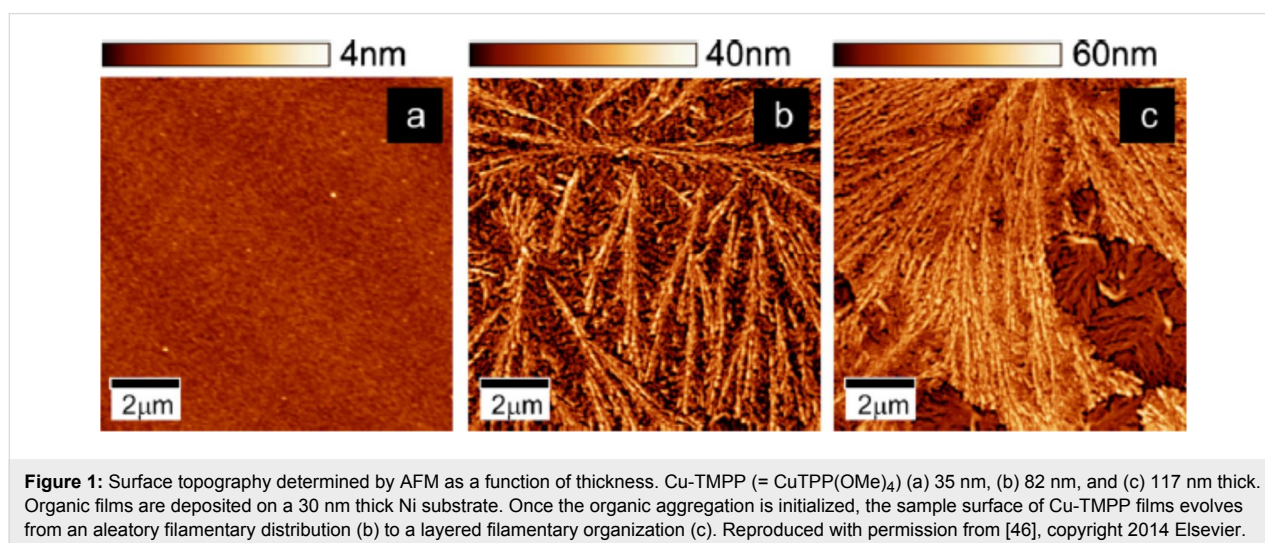 4nm
40nm
60nm
a
b
c
2μm
2μm
2μm
Figure 1: Surface topography determined by AFM as a function of thickness. Cu-TMPP (= CuTPP(OMe)4) (a) 35 nm, (b) 82 nm, and (c) 117 nm thick.
Organic films are deposited on a 30 nm thick Ni substrate. Once the organic aggregation is initialized, the sample surface of Cu-TMPP films evolves
from an aleatory filamentary distribution (b) to a layered filamentary organization (c). Reproduced with permission from [46], copyright 2014 Elsevier.